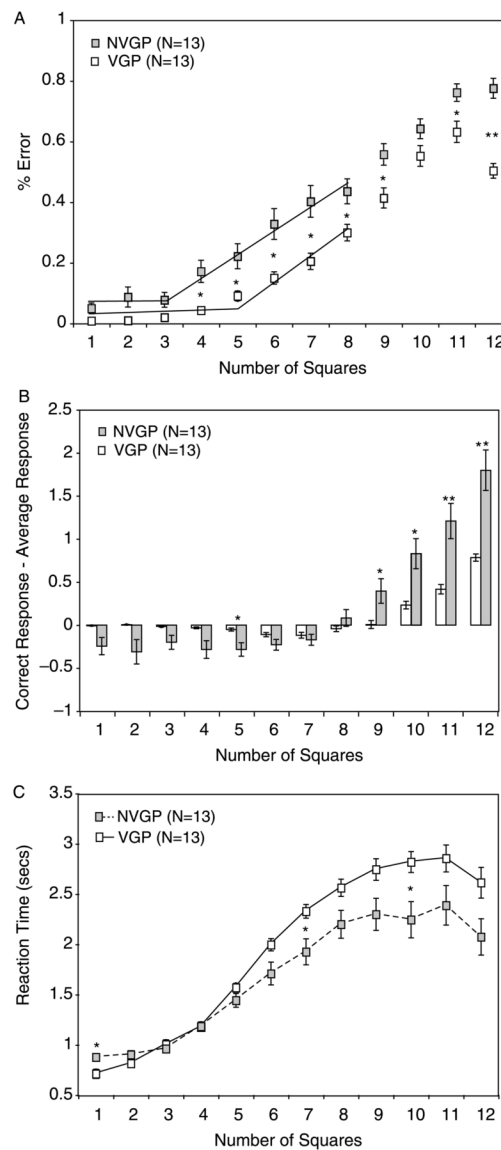 A
NVGP (N=13)
VGP (N=13)
% Error
0.8
0.6
0.4
0.2
0
* * * * * * * **
1 2 3 4 5 6 7 8 9 10 11 12
Number of Squares
B
NVGP (N=13)
VGP (N=13)
Correct Response - Average Response
2.5
2
1.5
1
0.5
0
−0.5
−1
* * * ** **
1 2 3 4 5 6 7 8 9 10 11 12
Number of Squares
C
NVGP (N=13)
VGP (N=13)
Reaction Time (secs)
3.5
3
2.5
2
1.5
1
0.5
* * *
1 2 3 4 5 6 7 8 9 10 11 12
Number of Squares